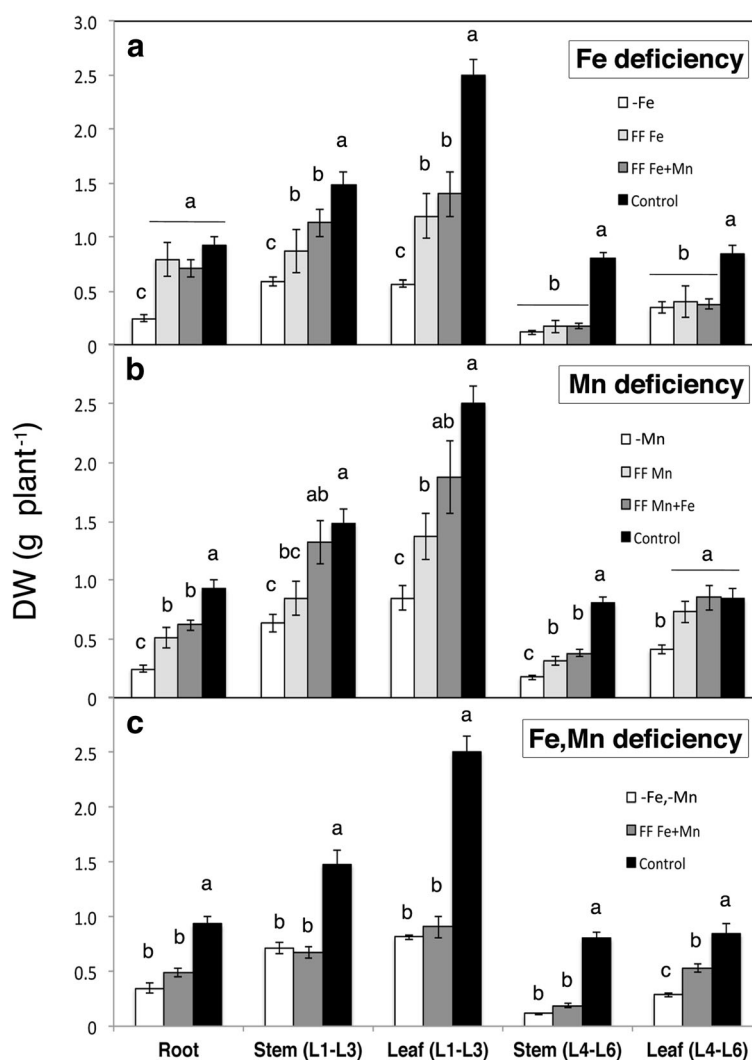 DW (g plant⁻¹)
a
Fe deficiency
-Fe
FF Fe
FF Fe+Mn
Control
3.0
2.5
2.0
1.5
1.0
0.5
0
c
a
c
b
b
a
c
b
b
a
b
a
b
a
b
Mn deficiency
-Mn
FF Mn
FF Mn+Fe
Control
2.5
2.0
1.5
1.0
0.5
0
c
b
b
a
c
bc
ab
a
c
b
ab
a
c
b
b
a
b
a
c
Fe,Mn deficiency
-Fe,-Mn
FF Fe+Mn
Control
2.5
2.0
1.5
1.0
0.5
0
b
b
a
b
b
a
b
b
a
b
b
a
c
b
a
Root
Stem (L1-L3)
Leaf (L1-L3)
Stem (L4-L6)
Leaf (L4-L6)